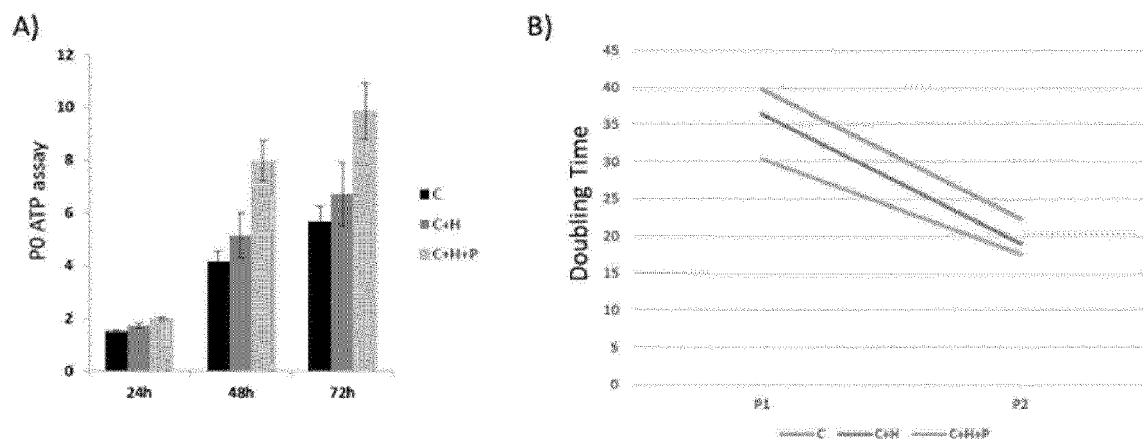 A)
12
10
8
6
4
2
0
P0 ATP assay
24h 48h 72h
C
C+H
C+H+P
B)
45
40
35
30
25
20
15
10
5
0
Doubling Time
P1 P2
C C+H C+H+P